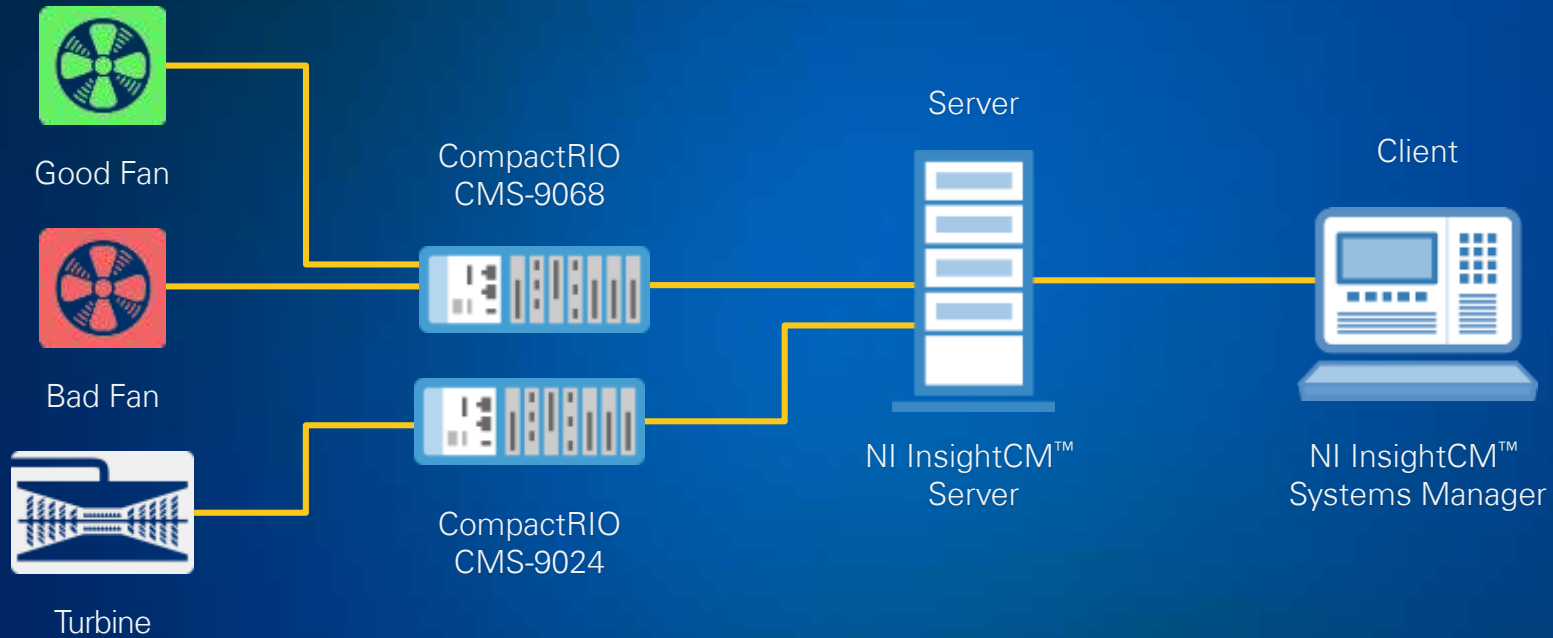 Good Fan
Bad Fan
Turbine
CompactRIO
CMS-9068
CompactRIO
CMS-9024
Server
NI InsightCM™
Server
Client
NI InsightCM™
Systems Manager